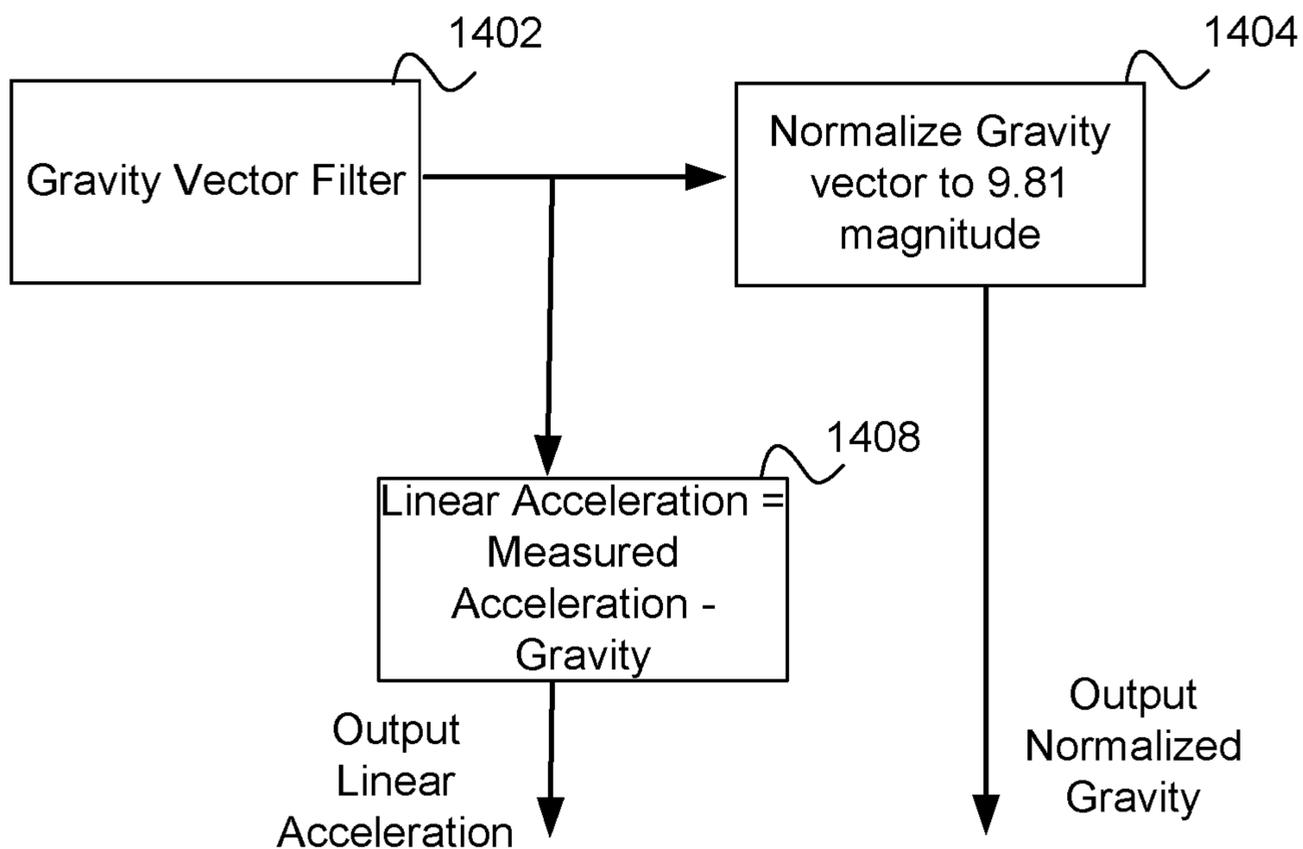 1402
1404
Gravity Vector Filter
Normalize Gravity
vector to 9.81
magnitude
1408
Linear Acceleration =
Measured
Acceleration -
Gravity
Output
Linear
Acceleration
Output
Normalized
Gravity